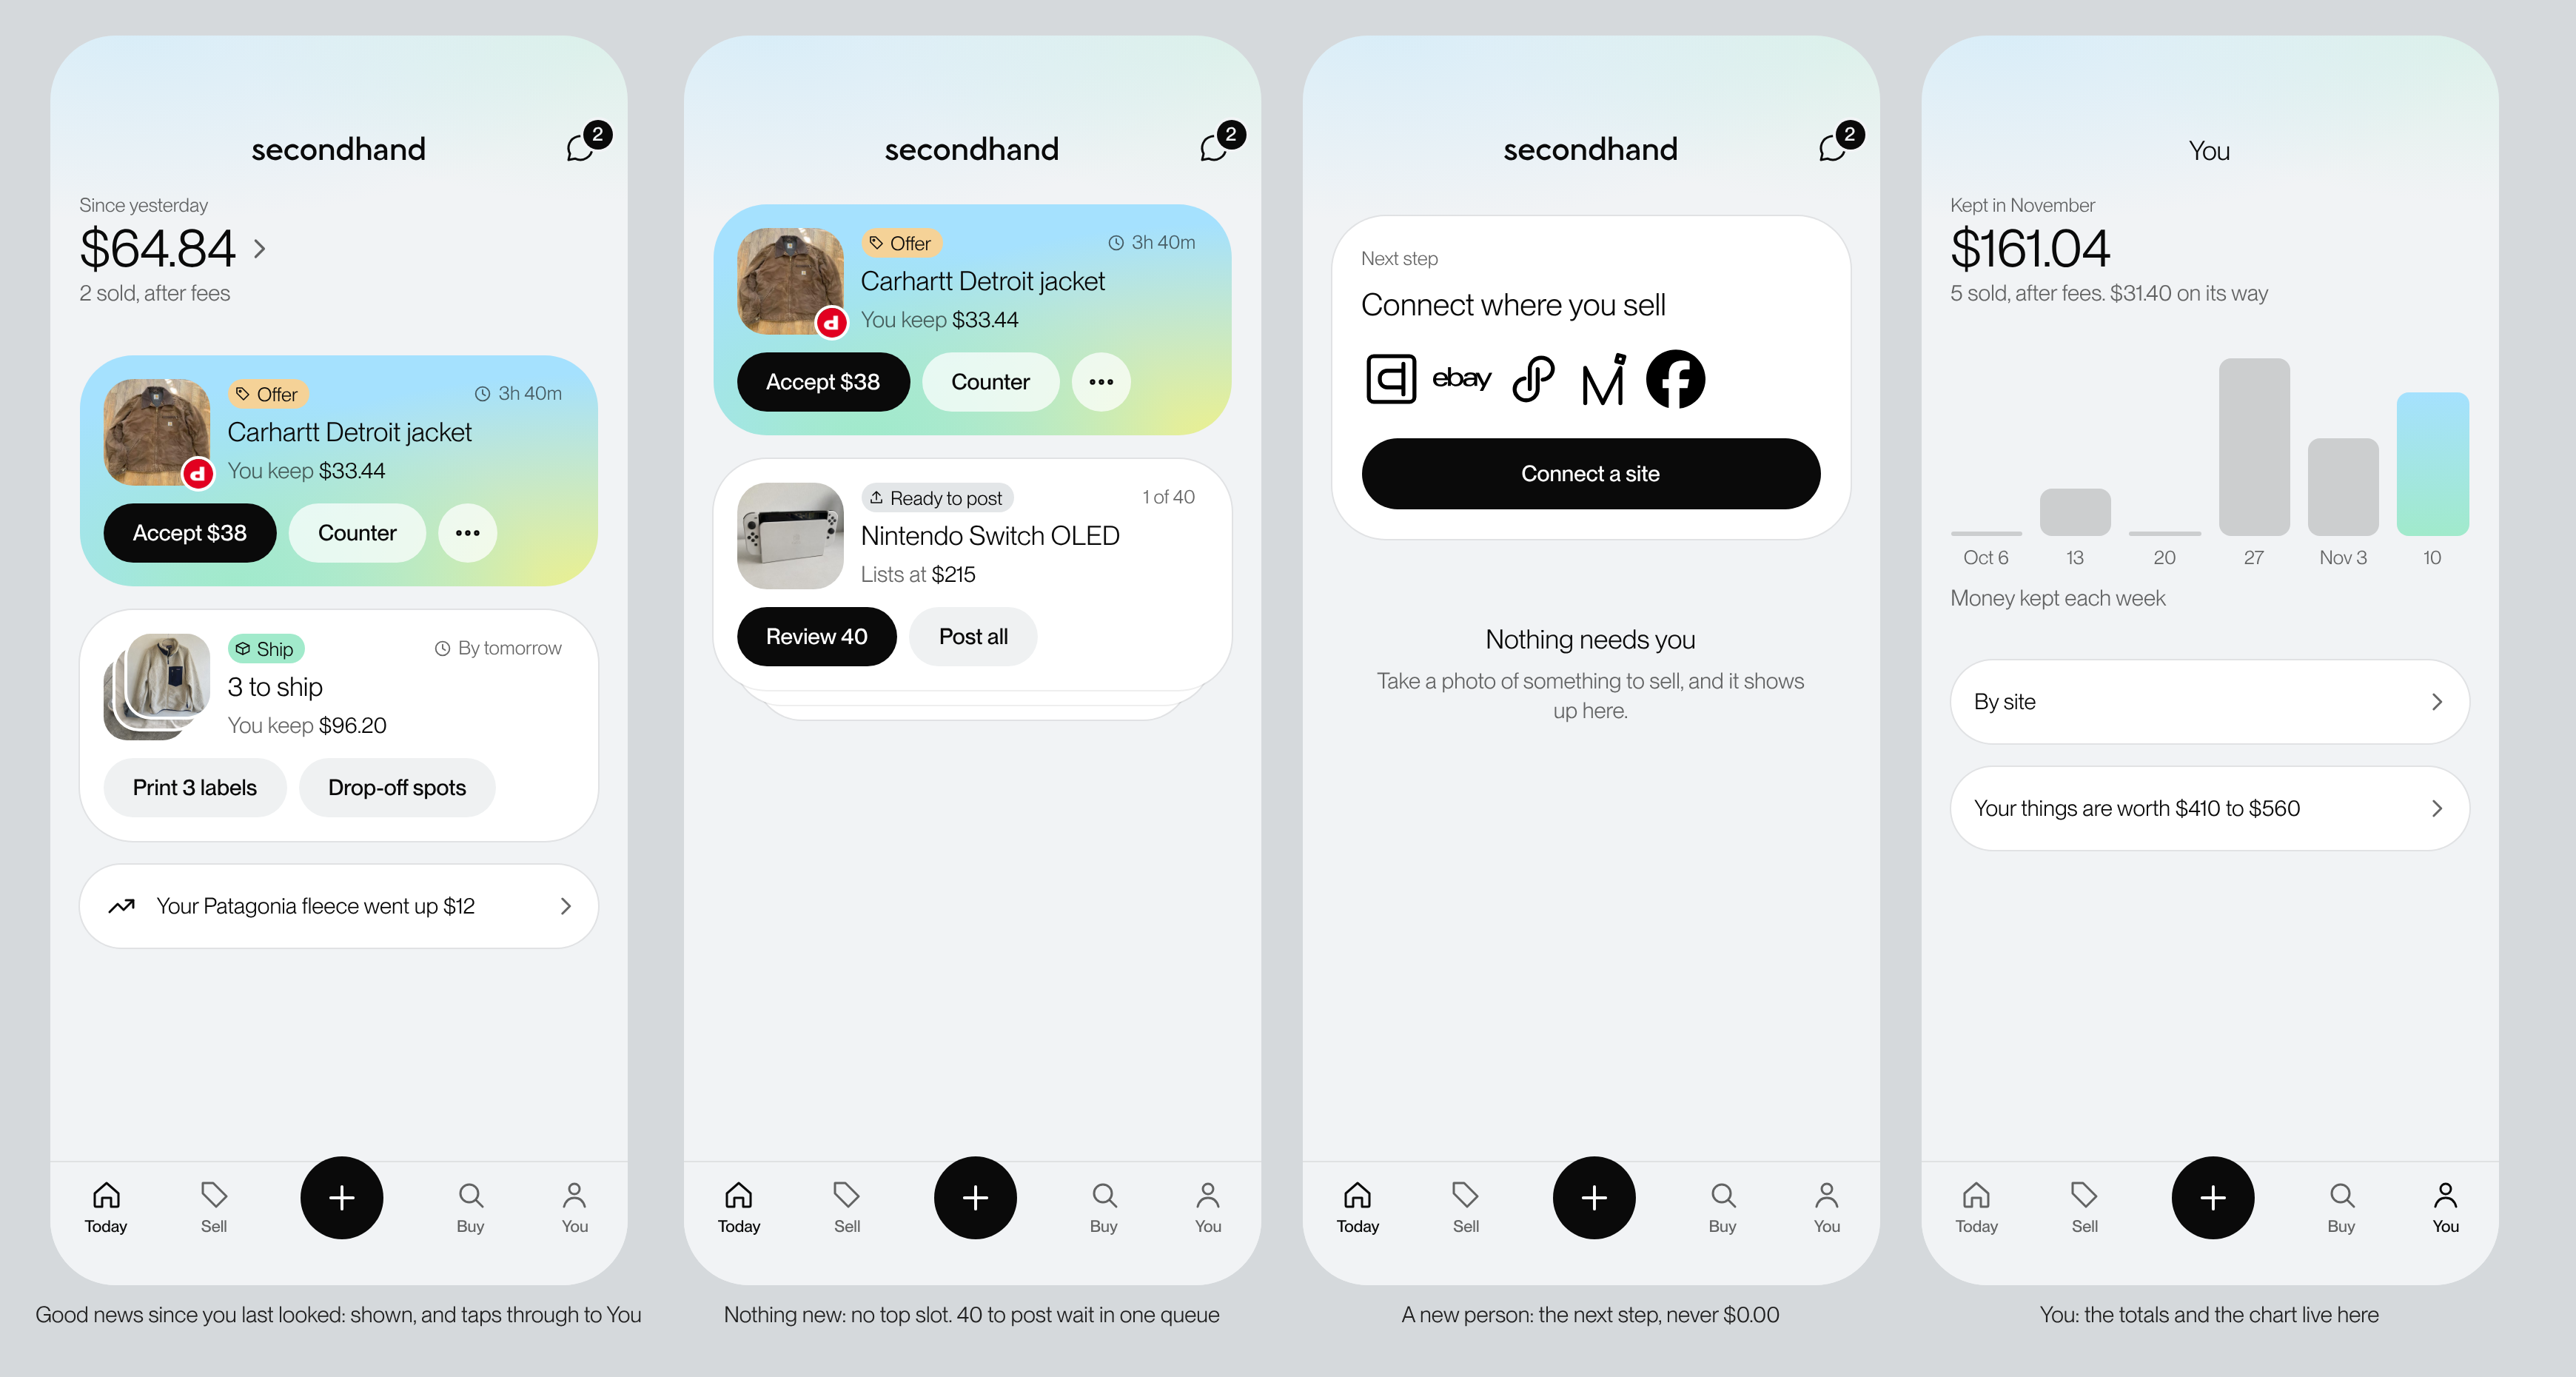 secondhand
2
Since yesterday
$64.84
2 sold, after fees
Offer
3h 40m
Carhartt Detroit jacket
You keep $33.44
Accept $38
Counter
Ship
By tomorrow
3 to ship
You keep $96.20
Print 3 labels
Drop-off spots
Your Patagonia fleece went up $12
Today
Sell
Buy
You
Good news since you last looked: shown, and taps through to You
secondhand
2
Offer
3h 40m
Carhartt Detroit jacket
You keep $33.44
Accept $38
Counter
Ready to post
1 of 40
Nintendo Switch OLED
Lists at $215
Review 40
Post all
Today
Sell
Buy
You
Nothing new: no top slot. 40 to post wait in one queue
secondhand
2
Next step
Connect where you sell
ebay
Connect a site
Nothing needs you
Take a photo of something to sell, and it shows
up here.
Today
Sell
Buy
You
A new person: the next step, never $0.00
You
Kept in November
$161.04
5 sold, after fees. $31.40 on its way
Oct 6
13
20
27
Nov 3
10
Money kept each week
By site
Your things are worth $410 to $560
Today
Sell
Buy
You
You: the totals and the chart live here